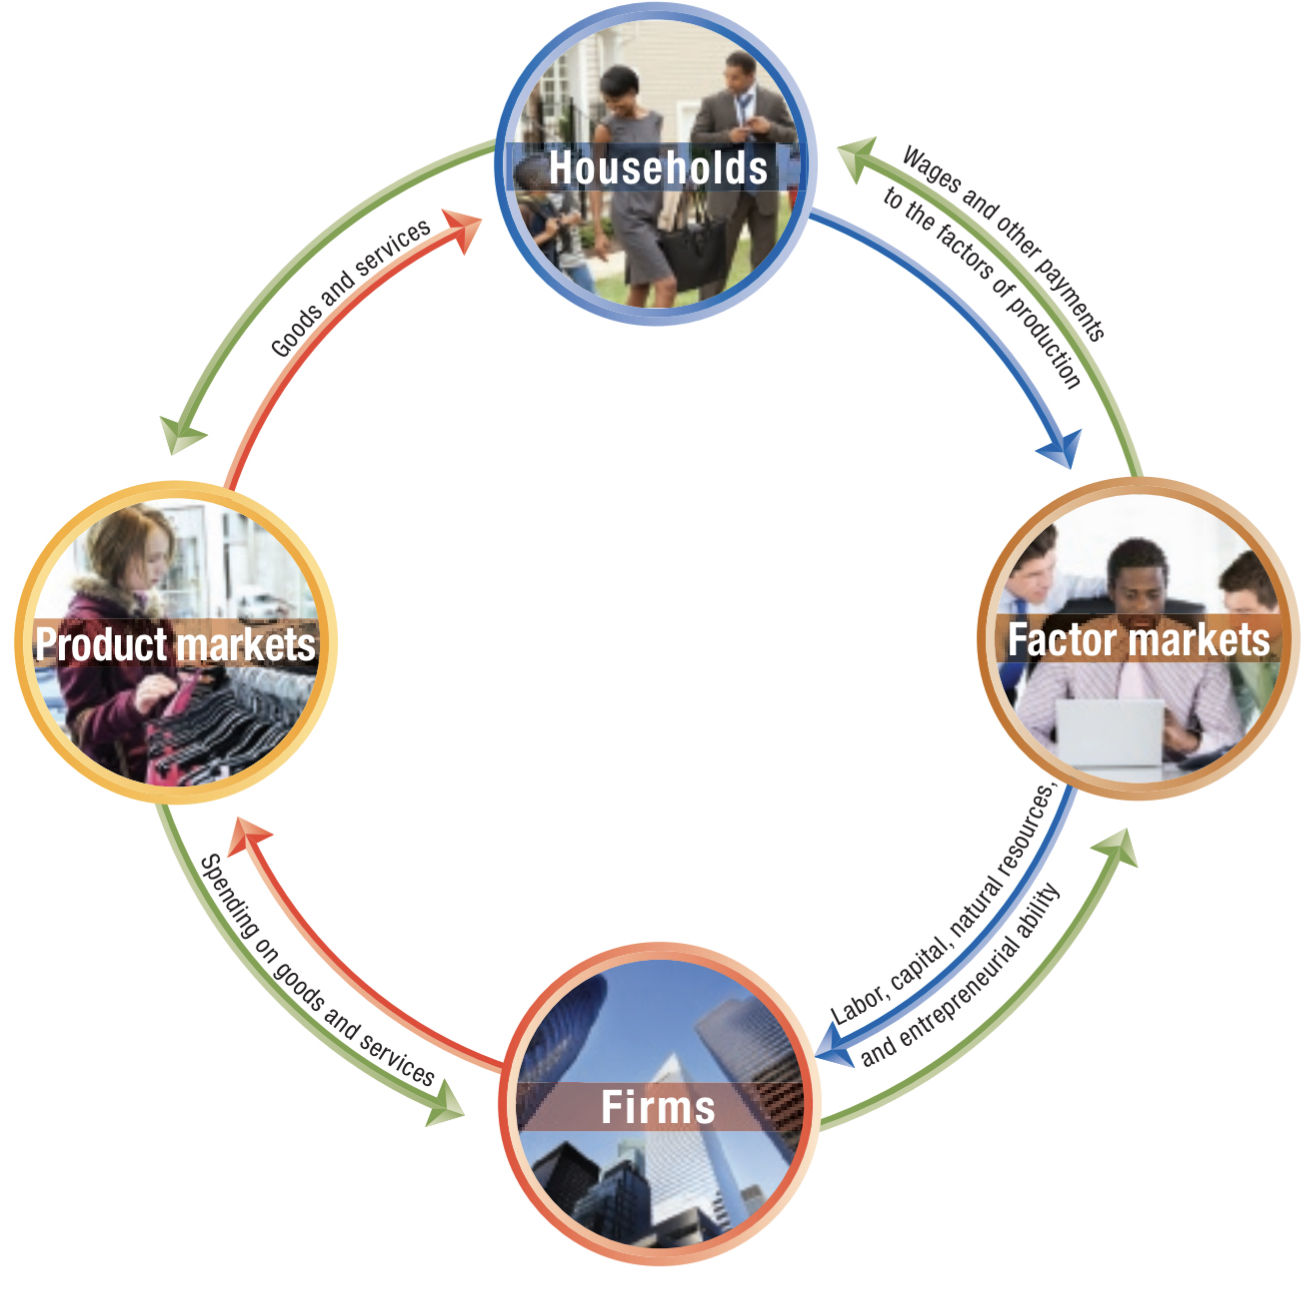 Households
Wages and other payments
to the factors of production
Goods and services
Product markets
Factor markets
Spending on goods and services
Labor, capital, natural resources,
and entrepreneurial ability
Firms